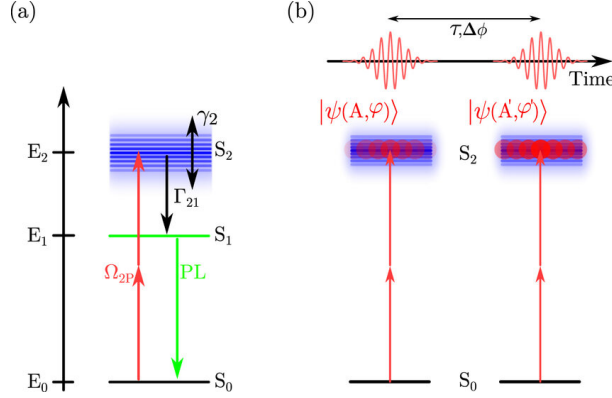 (a)
(b)
τ,Δϕ
Time
|ψ(A,φ)⟩
|ψ(A',φ')⟩
γ₂
E₂
S₂
S₂
Γ₂₁
E₁
S₁
Ω₂P
PL
E₀
S₀
S₀